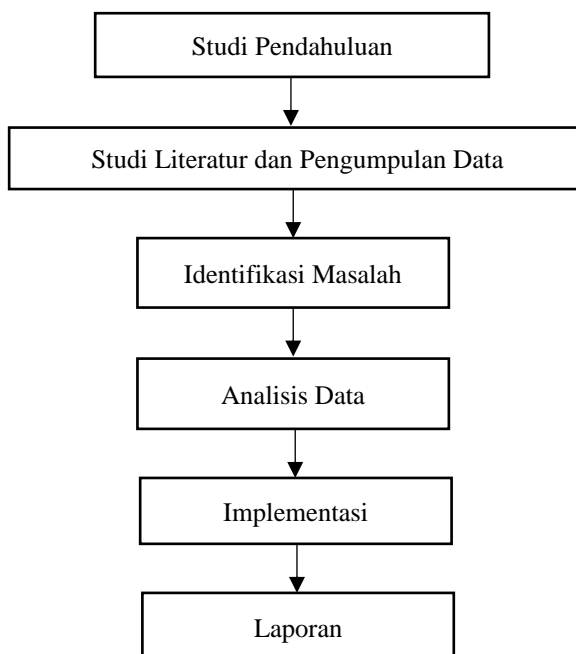 Studi Pendahuluan
Studi Literatur dan Pengumpulan Data
Identifikasi Masalah
Analisis Data
Implementasi
Laporan